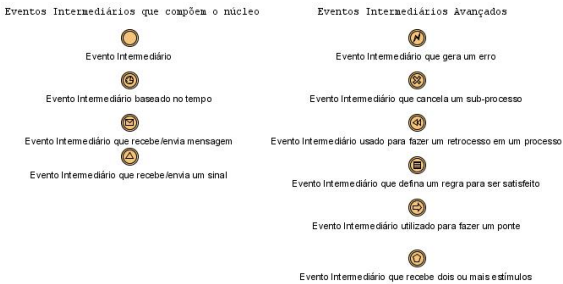 Eventos Intermediários que compõem o núcleo
Evento Intermediário
Evento Intermediário baseado no tempo
Evento Intermediário que recebe/envia mensagem
Evento Intermediário que recebe/envia um sinal
Eventos Intermediários Avançados
Evento Intermediário que gera um erro
Evento Intermediário que cancela um sub-processo
Evento Intermediário usado para fazer um retrocesso em um processo
Evento Intermediário que defina um regra para ser satisfeito
Evento Intermediário utilizado para fazer um ponte
Evento Intermediário que recebe dois ou mais estímulos